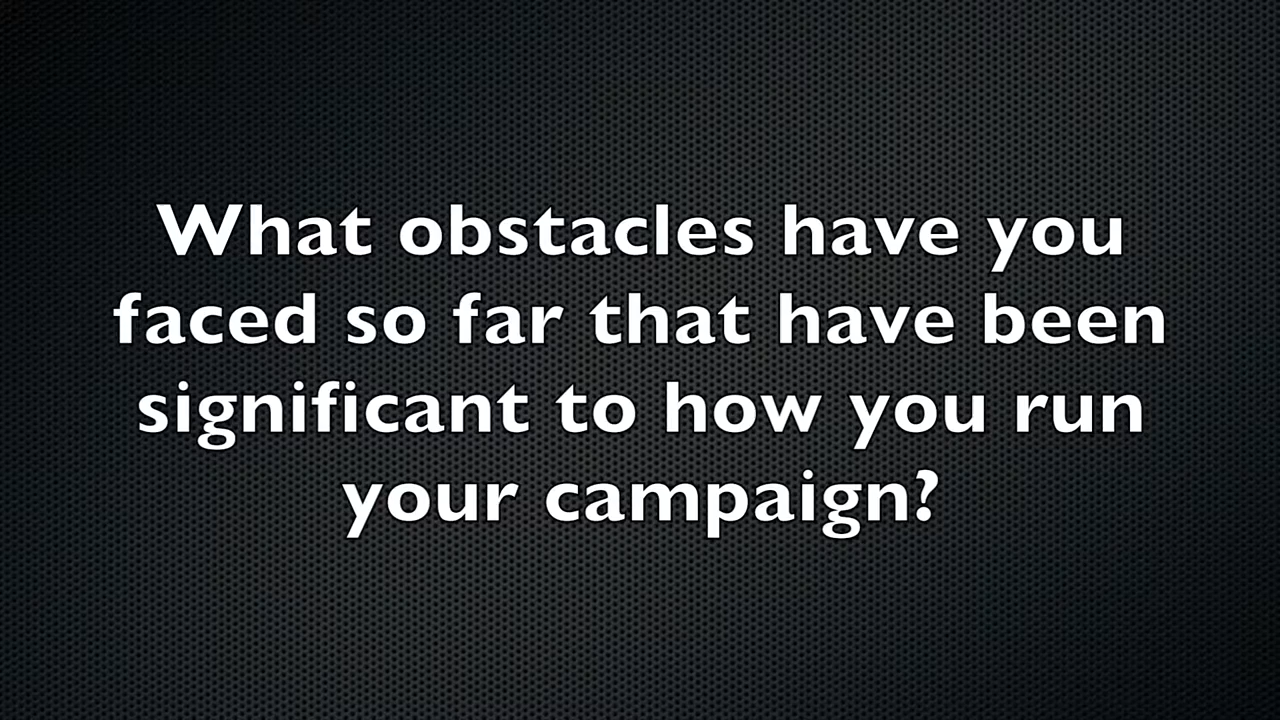 What obstacles have you
faced so far that have been
significant to how you run
your campaign?